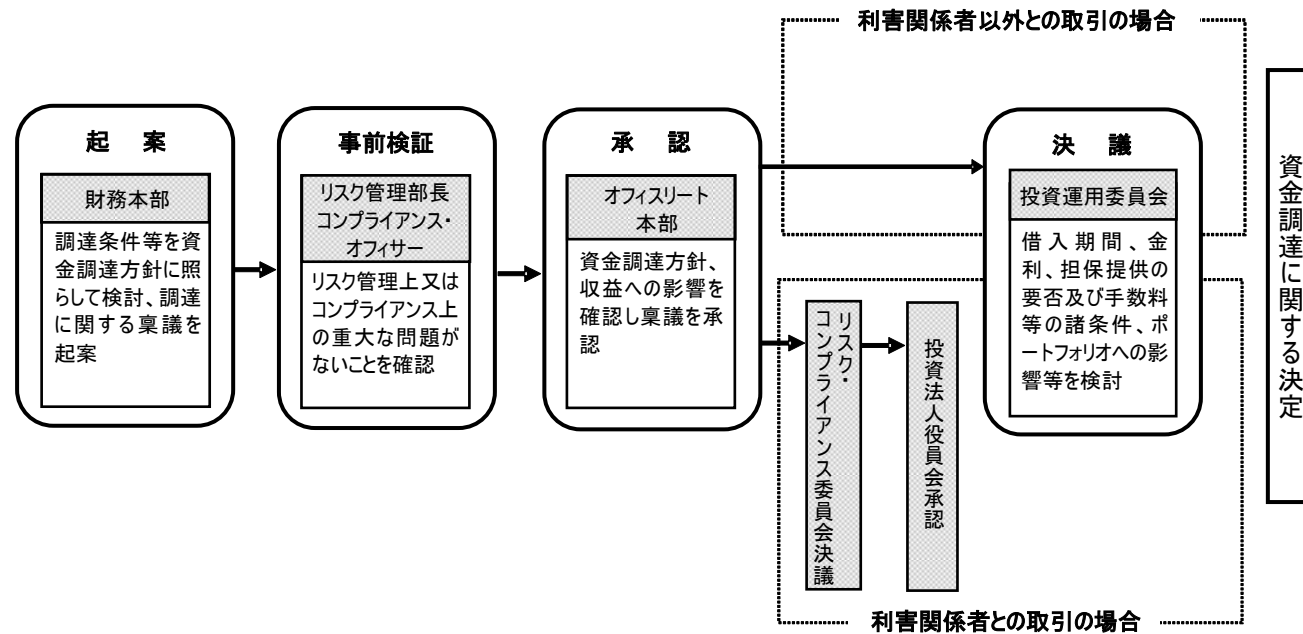 利害関係者以外との取引の場合
起 案
財務本部
調達条件等を資
金調達方針に照
らして検討、調達
に関する稟議を
起案
事前検証
リスク管理部長
コンプライアンス・
オフィサー
リスク管理上又は
コンプライアンス上
の重大な問題が
ないことを確認
承 認
オフィスリート
本部
資金調達方針、
収益への影響を
確認し稟議を承
認
リスク・
コンプライアンス委員会決議
投資法人役員会承認
決 議
投資運用委員会
借入期間、金
利、担保提供の
要否及び手数料
等の諸条件、ポ
ートフォリオへの影
響等を検討
資金調達に関する決定
利害関係者との取引の場合